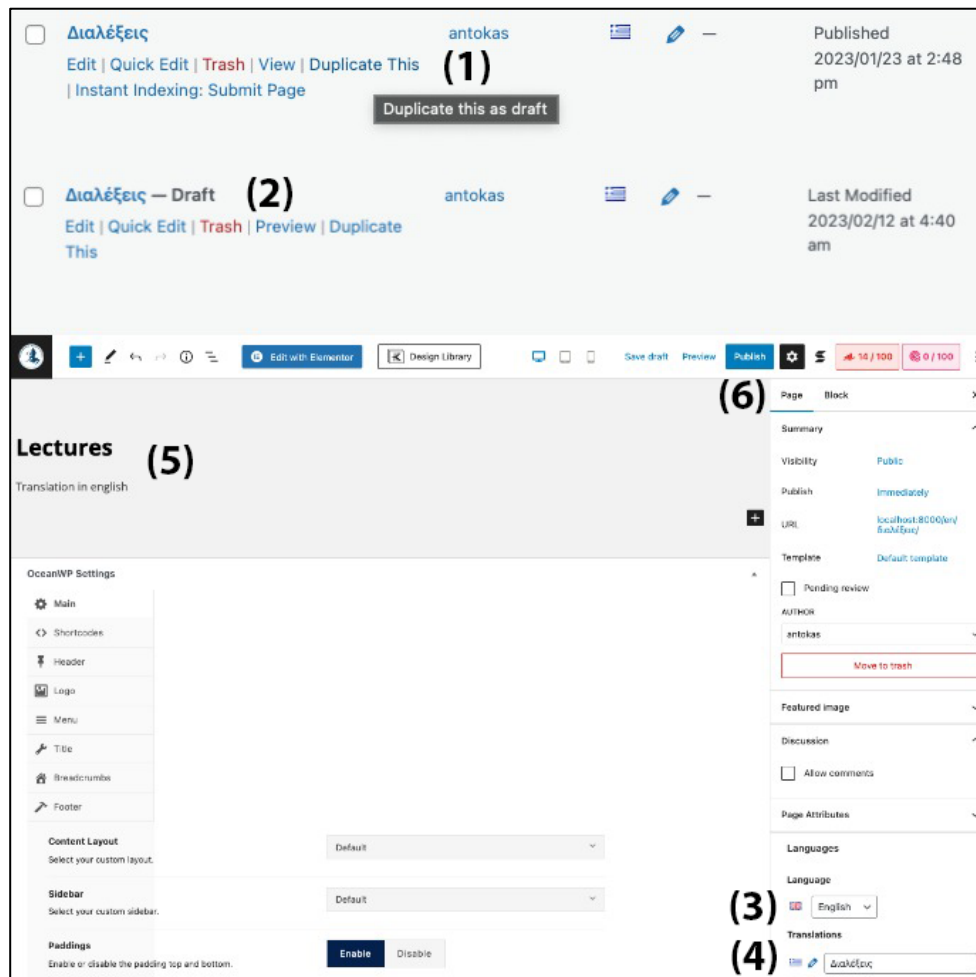 Διαλέξεις antokas — Published
Edit | Quick Edit | Trash | View | Duplicate This (1) 2023/01/23 at 2:48
| Instant Indexing: Submit Page pm
Duplicate this as draft
Διαλέξεις — Draft (2) antokas — Last Modified
Edit | Quick Edit | Trash | Preview | Duplicate 2023/02/12 at 4:40
This am
Edit with Elementor Design Library Save draft Preview Publish 14 / 100 0 / 100
(6) Page Block
Lectures (5)
Translation in english
Summary
Visibility Public
Publish Immediately
URL localhost:8000/en/
διαλέξεις/
Template Default template
Pending review
AUTHOR
antokas
Move to trash
Featured image
Discussion
Allow comments
Page Attributes
Languages
Language
(3) English
Translations
(4) Διαλέξεις
OceanWP Settings
Main
Shortcodes
Header
Logo
Menu
Title
Breadcrumbs
Footer
Content Layout Default
Select your custom layout.
Sidebar Default
Select your custom sidebar.
Paddings Enable Disable
Enable or disable the padding top and bottom.